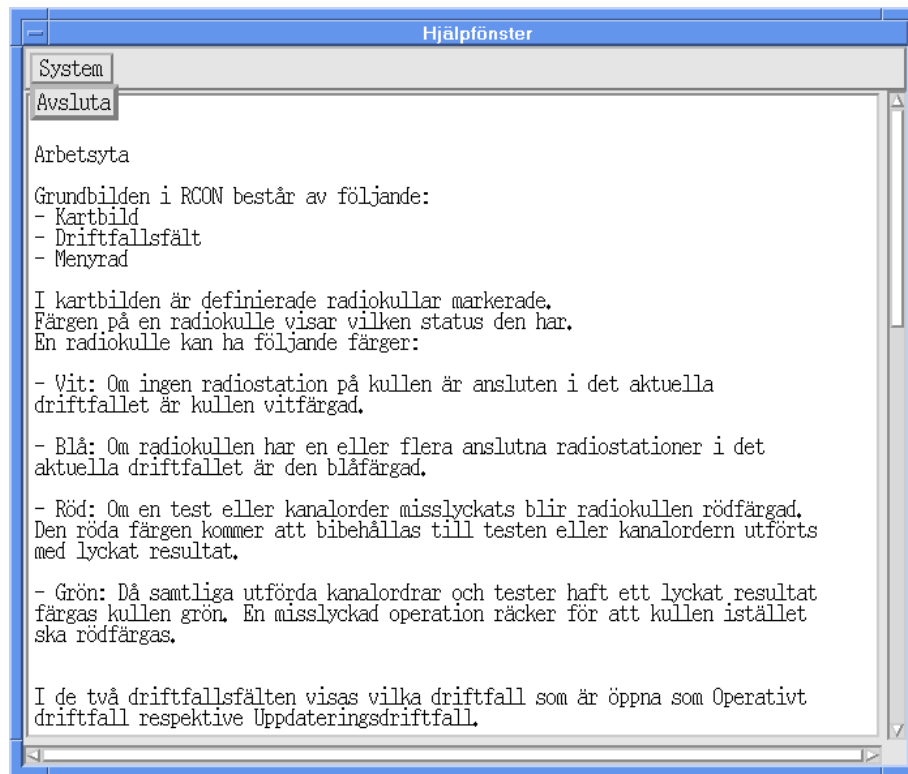 Hjälpfönster
System
Avsluta
Arbetsyta
Grundbilden i RCON består av följande:
- Kartbild
- Driftfallsfält
- Menyrad
I kartbilden är definierade radiokullar markerade.
Färgen på en radiokulle visar vilken status den har.
En radiokulle kan ha följande färger:
- Vit: Om ingen radiostation på kullen är ansluten i det aktuella
driftfallet är kullen vitfärgad.
- Blå: Om radiokullen har en eller flera anslutna radiostationer i det
aktuella driftfallet är den blåfärgad.
- Röd: Om en test eller kanalorder misslyckats blir radiokullen rödfärgad.
Den röda färgen kommer att bibehållas till testen eller kanalordern utförts
med lyckat resultat.
- Grön: Då samtliga utförda kanalordrar och tester haft ett lyckat resultat
färgas kullen grön. En misslyckad operation räcker för att kullen istället
ska rödfärgas.
I de två driftfallsfälten visas vilka driftfall som är öppna som Operativt
driftfall respektive Uppdateringsdriftfall.